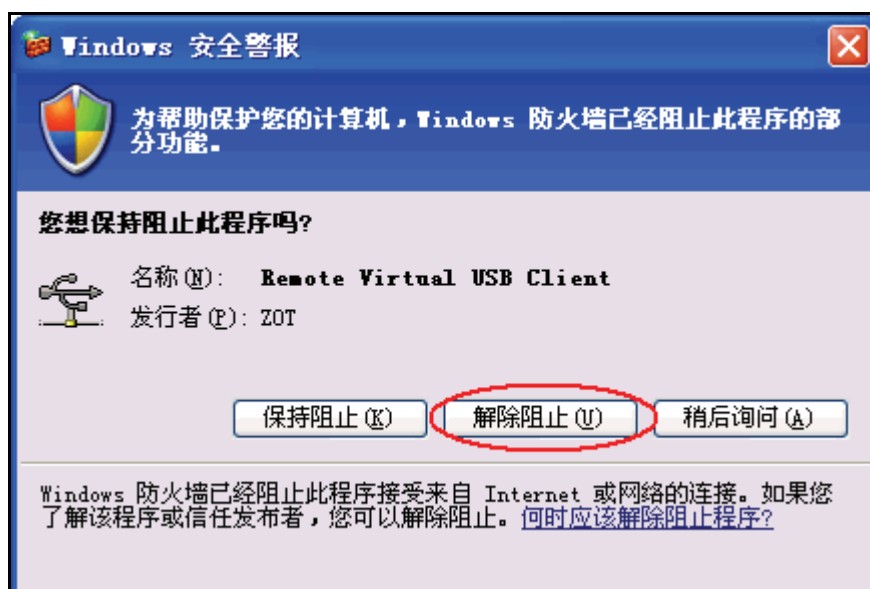 Windows 安全警报
为帮助保护您的计算机，Windows 防火墙已经阻止此程序的部
分功能。
您想保持阻止此程序吗?
名称(N): Remote Virtual USB Client
发行者(P): ZOT
保持阻止(K) 解除阻止(U) 稍后询问(A)
Windows 防火墙已经阻止此程序接受来自 Internet 或网络的连接。如果您
了解该程序或信任发布者，您可以解除阻止。何时应该解除阻止程序?